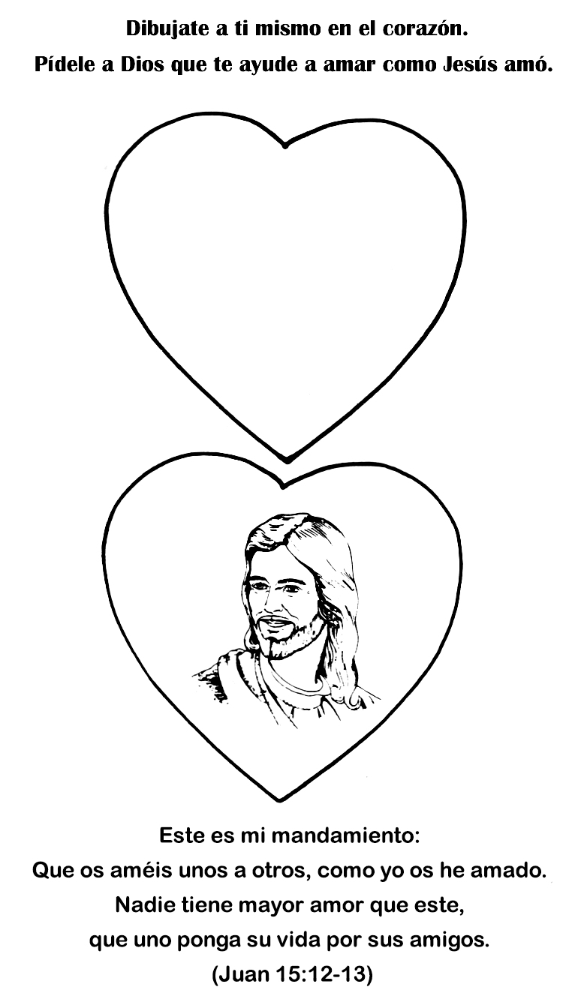 Dibujate a ti mismo en el corazón.
Pídele a Dios que te ayude a amar como Jesús amó.
Este es mi mandamiento:
Que os améis unos a otros, como yo os he amado.
Nadie tiene mayor amor que este,
que uno ponga su vida por sus amigos.
(Juan 15:12-13)